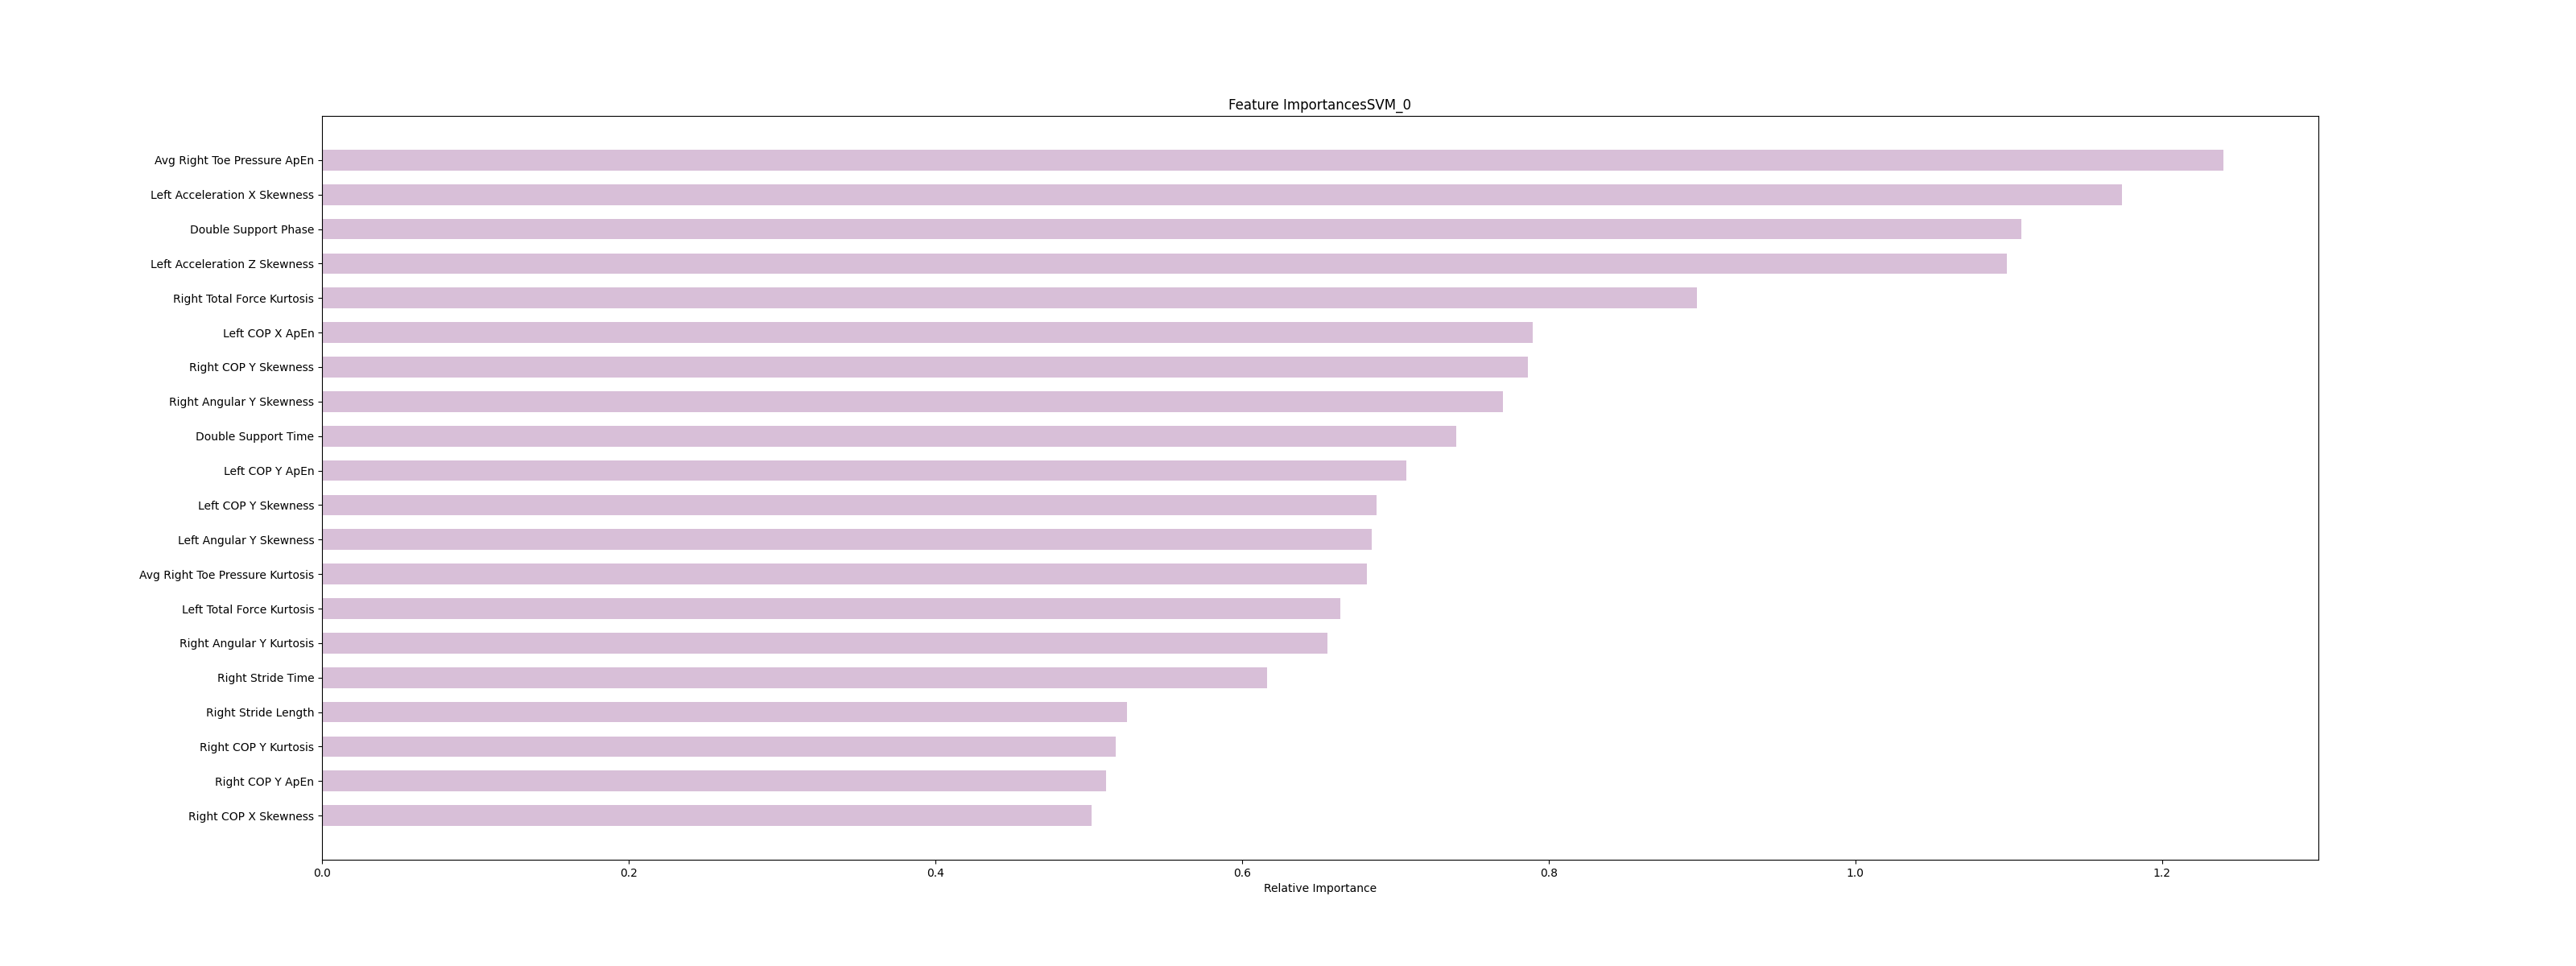 Feature ImportancesSVM_0
Avg Right Toe Pressure ApEn
Left Acceleration X Skewness
Double Support Phase
Left Acceleration Z Skewness
Right Total Force Kurtosis
Left COP X ApEn
Right COP Y Skewness
Right Angular Y Skewness
Double Support Time
Left COP Y ApEn
Left COP Y Skewness
Left Angular Y Skewness
Avg Right Toe Pressure Kurtosis
Left Total Force Kurtosis
Right Angular Y Kurtosis
Right Stride Time
Right Stride Length
Right COP Y Kurtosis
Right COP Y ApEn
Right COP X Skewness
0.0 0.2 0.4 0.6 0.8 1.0 1.2
Relative Importance